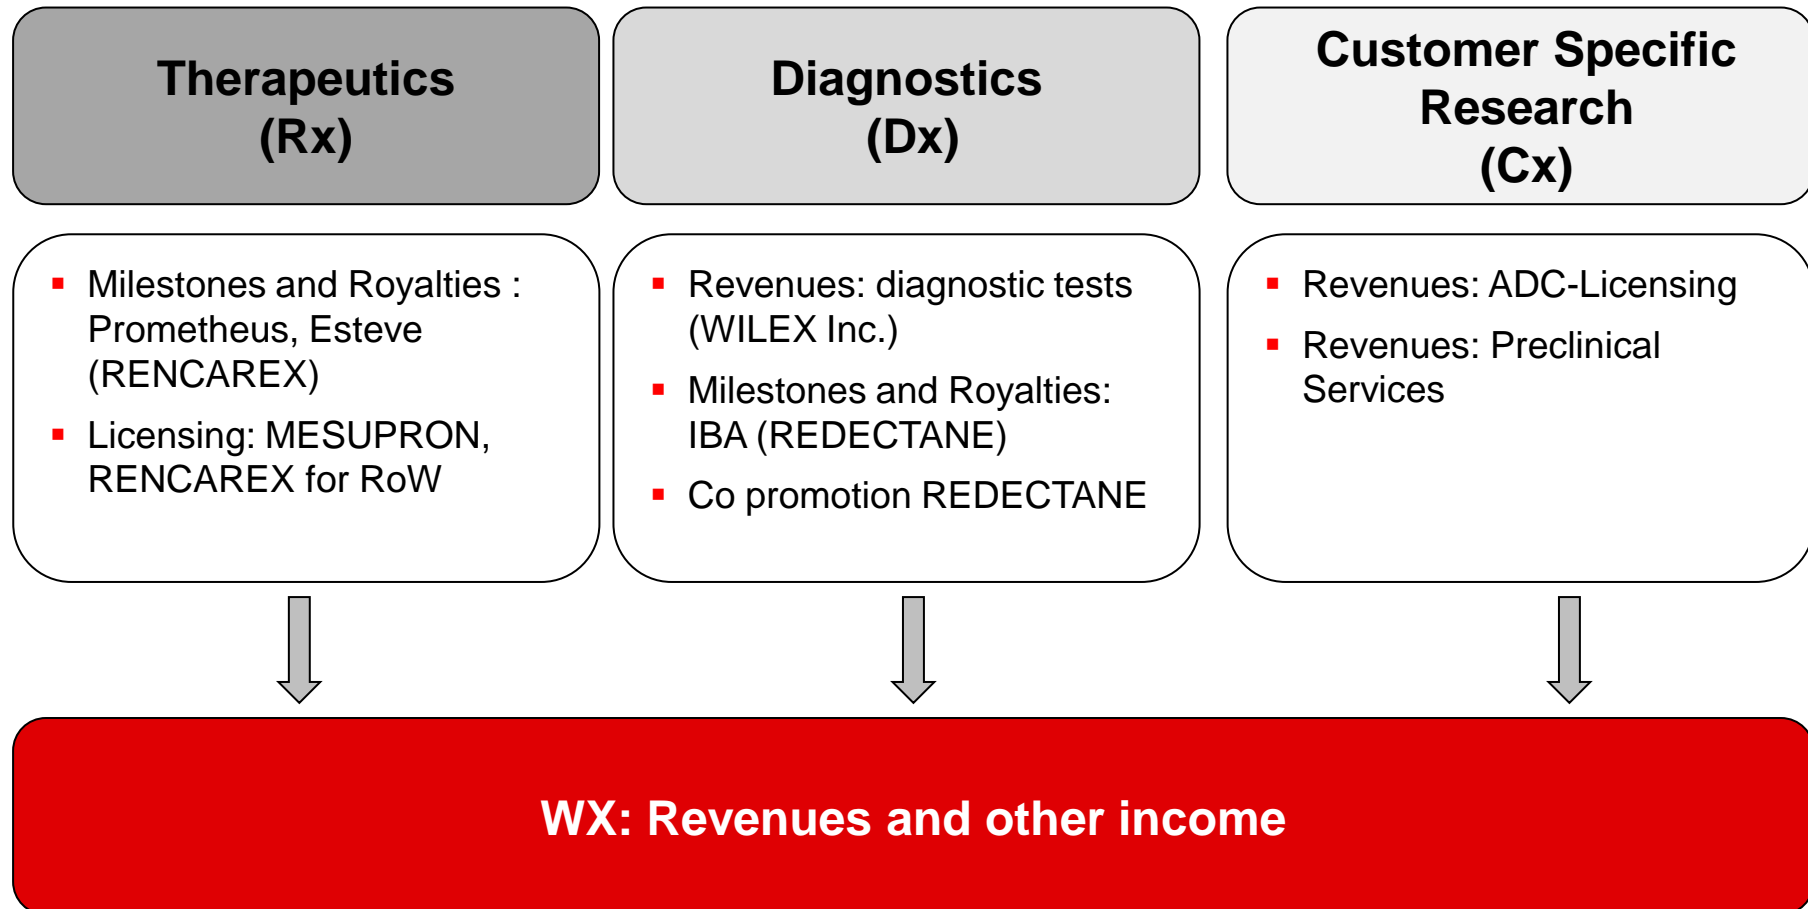 Therapeutics
(Rx)
Diagnostics
(Dx)
Customer Specific
Research
(Cx)
Milestones and Royalties :
Prometheus, Esteve
(RENCAREX)
Licensing: MESUPRON,
RENCAREX for RoW
Revenues: diagnostic tests
(WILEX Inc.)
Milestones and Royalties:
IBA (REDECTANE)
Co promotion REDECTANE
Revenues: ADC-Licensing
Revenues: Preclinical
Services
WX: Revenues and other income